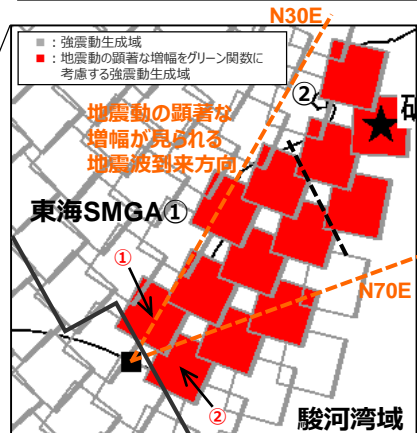 N30E
■：強震動生成域
■：地震動の顕著な増幅をグリーン関数に
考慮する強震動生成域
②
地震動の顕著な
増幅が見られる
地震波到来方向
東海SMGA①
①
N70E
②
駿河湾域